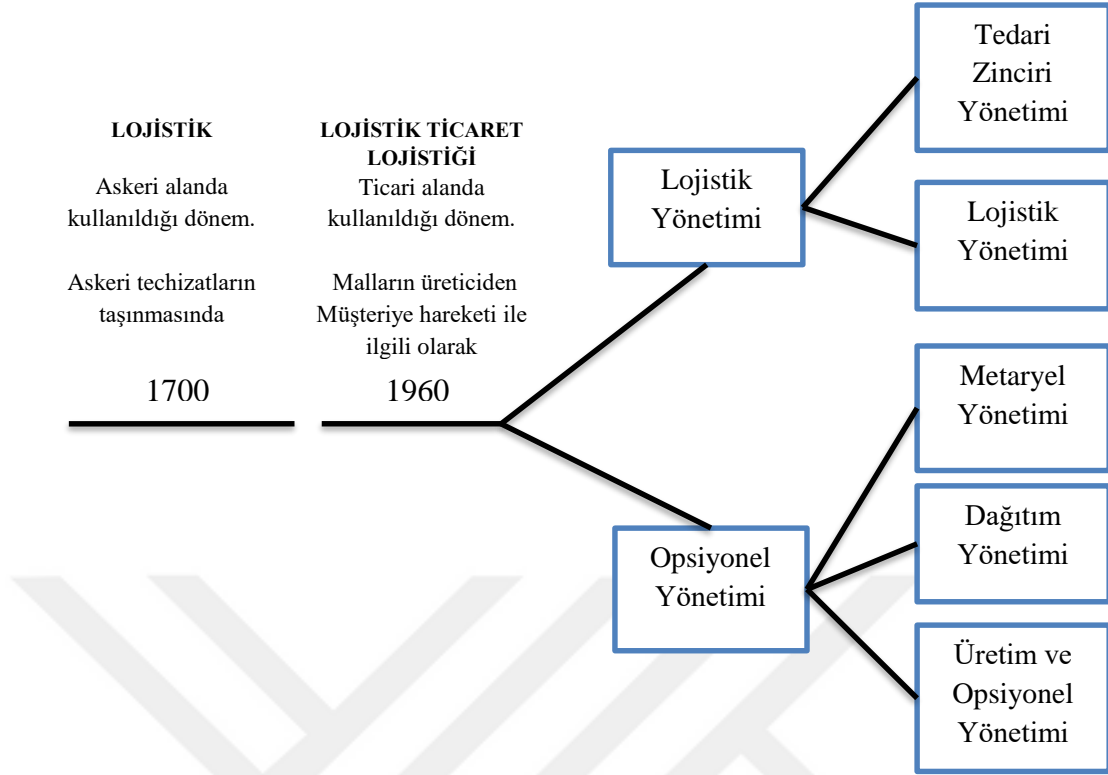 LOJİSTİK
Askeri alanda
kullanıldığı dönem.
Askeri techizatların
taşınmasında
1700
LOJİSTİK TİCARET
LOJİSTİĞİ
Ticari alanda
kullanıldığı dönem.
Malların üreticiden
Müşteriye hareketi ile
ilgili olarak
1960
Lojistik
Yönetimi
Tedari
Zinciri
Yönetimi
Lojistik
Yönetimi
Opsiyonel
Yönetimi
Metaryel
Yönetimi
Dağıtım
Yönetimi
Üretim ve
Opsiyonel
Yönetimi